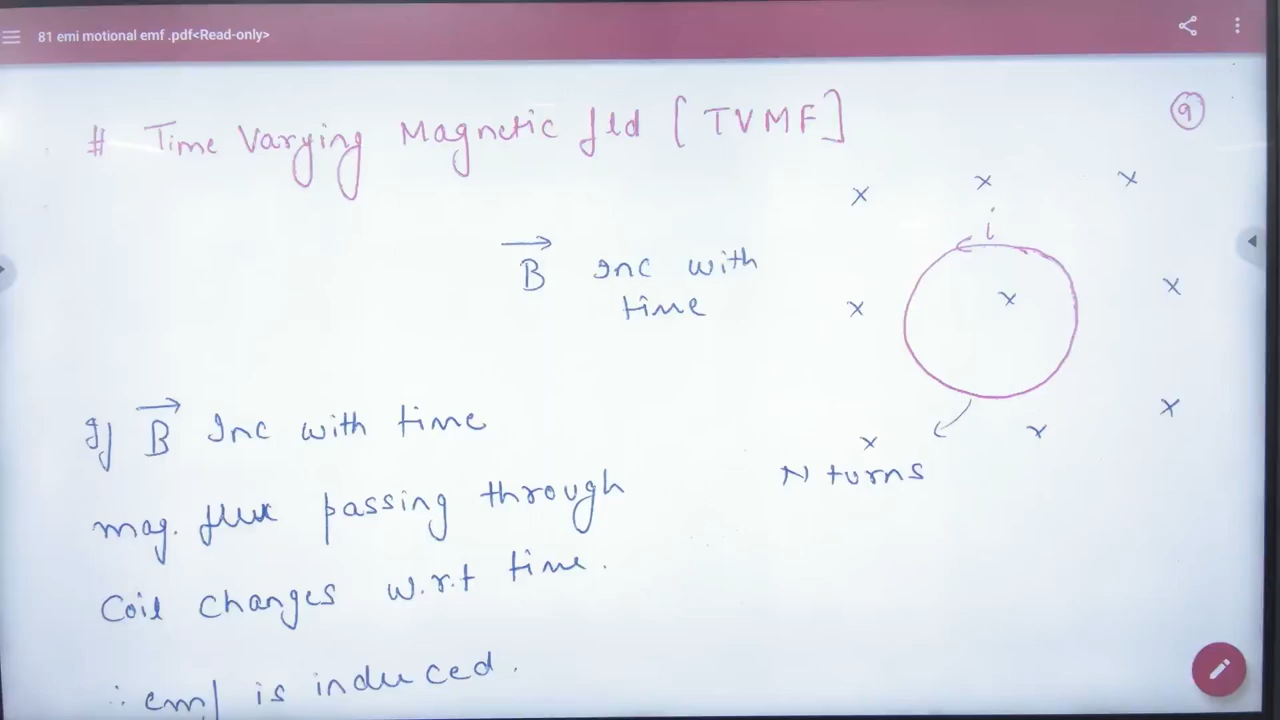 81 emi motional emf .pdf<Read-only>
# Time Varying Magnetic fld [TVMF]
9
x x x
i
B Inc with
time
x x x
If B Inc with time
x x x
N turns
mag. flux passing through
Coil changes w.r.t time.
∴ emf is induced.